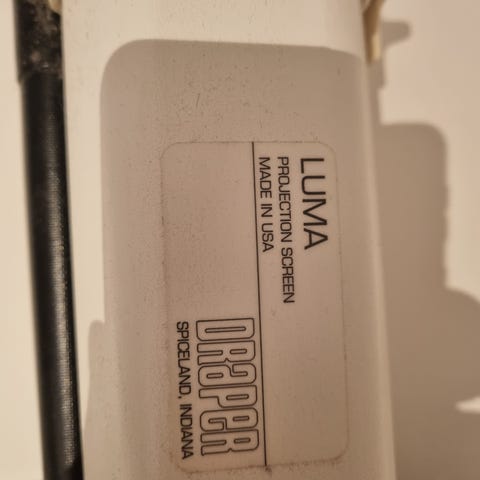 LUMA
PROJECTION SCREEN
MADE IN USA
DRAPER
SPICELAND, INDIANA